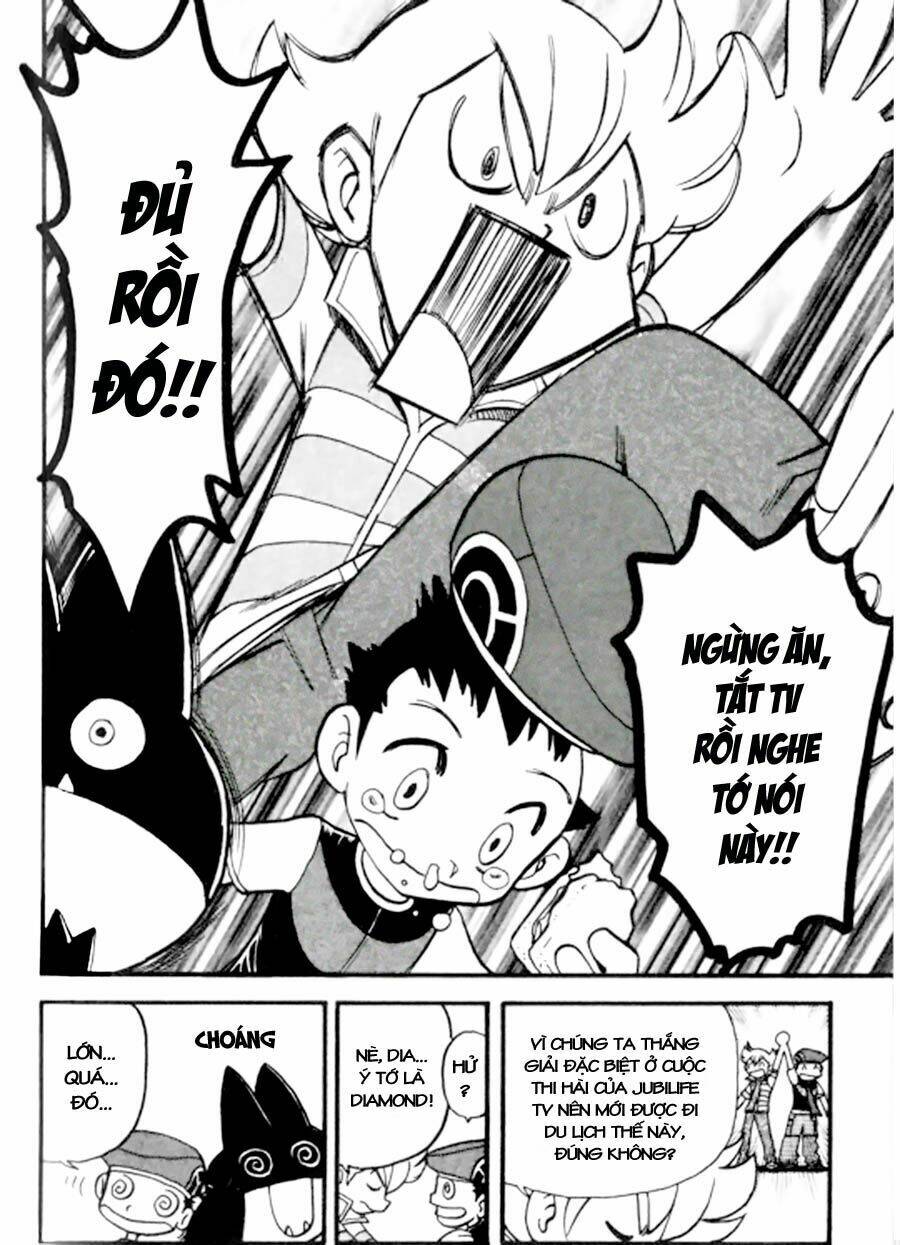 ĐỦ
RỒI
ĐÓ!!
NGỪNG ĂN,
TẮT TV
RỒI NGHE
TỚ NÓI
NÀY!!
LỚN...
QUÁ...
ĐÓ...
CHOÁNG
NÈ, DIA...
Ý TỚ LÀ
DIAMOND!
HỬ
?
VÌ CHÚNG TA THẮNG
GIẢI ĐẶC BIỆT Ở CUỘC
THI HÀI CỦA JUBILIFE
TV NÊN MỚI ĐƯỢC ĐI
DU LỊCH THẾ NÀY,
ĐÚNG KHÔNG?